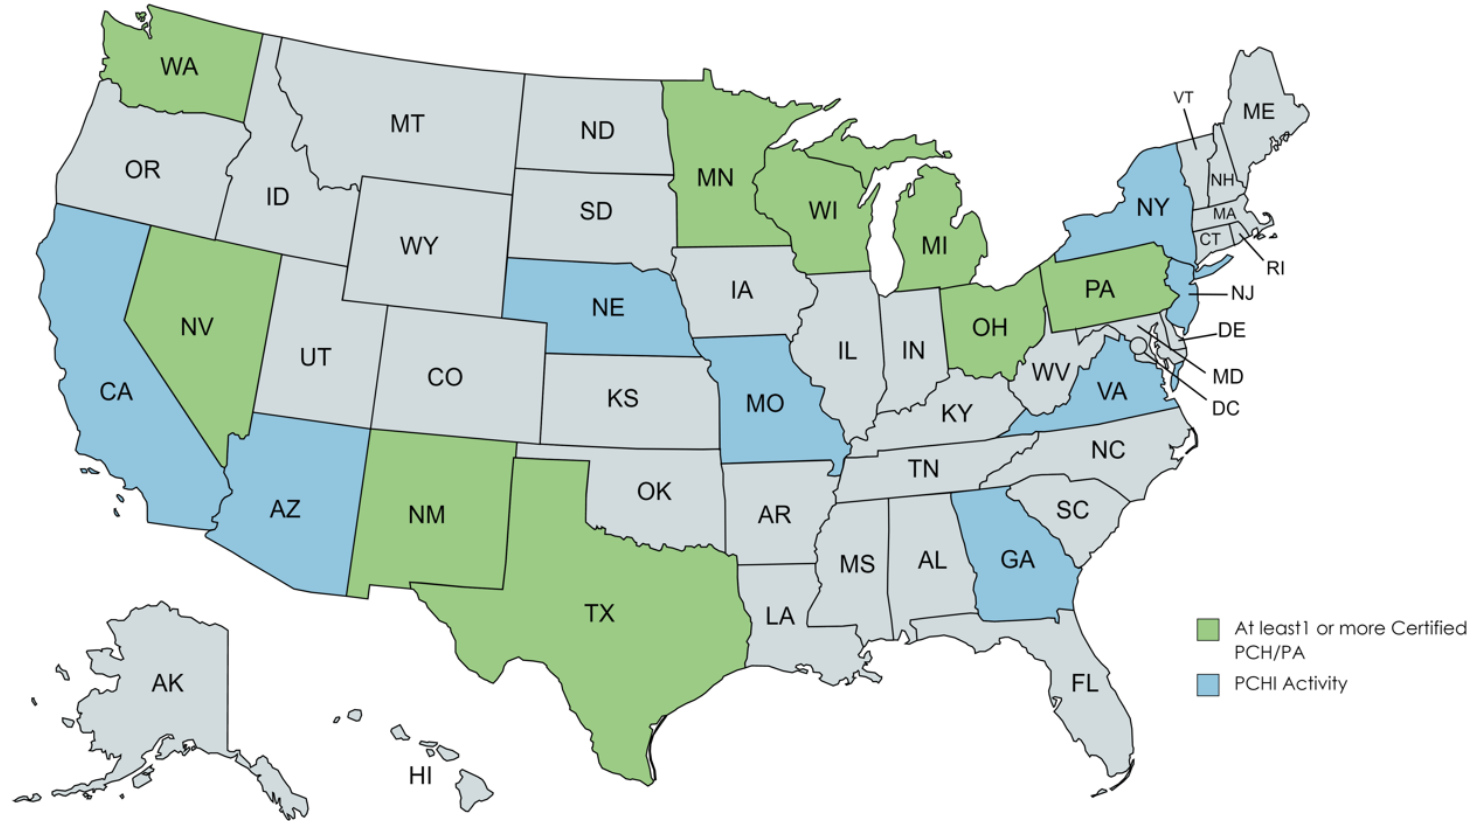 WA
MT
ND
MN
VT
ME
OR
ID
SD
WI
MI
NY
NH
MA
CT
RI
WY
IA
PA
NJ
NV
NE
OH
DE
UT
CO
IL
IN
WV
MD
CA
KS
MO
KY
VA
DC
TN
NC
AZ
NM
OK
AR
SC
MS
AL
GA
TX
LA
At least1 or more Certified
PCH/PA
PCHI Activity
AK
FL
HI